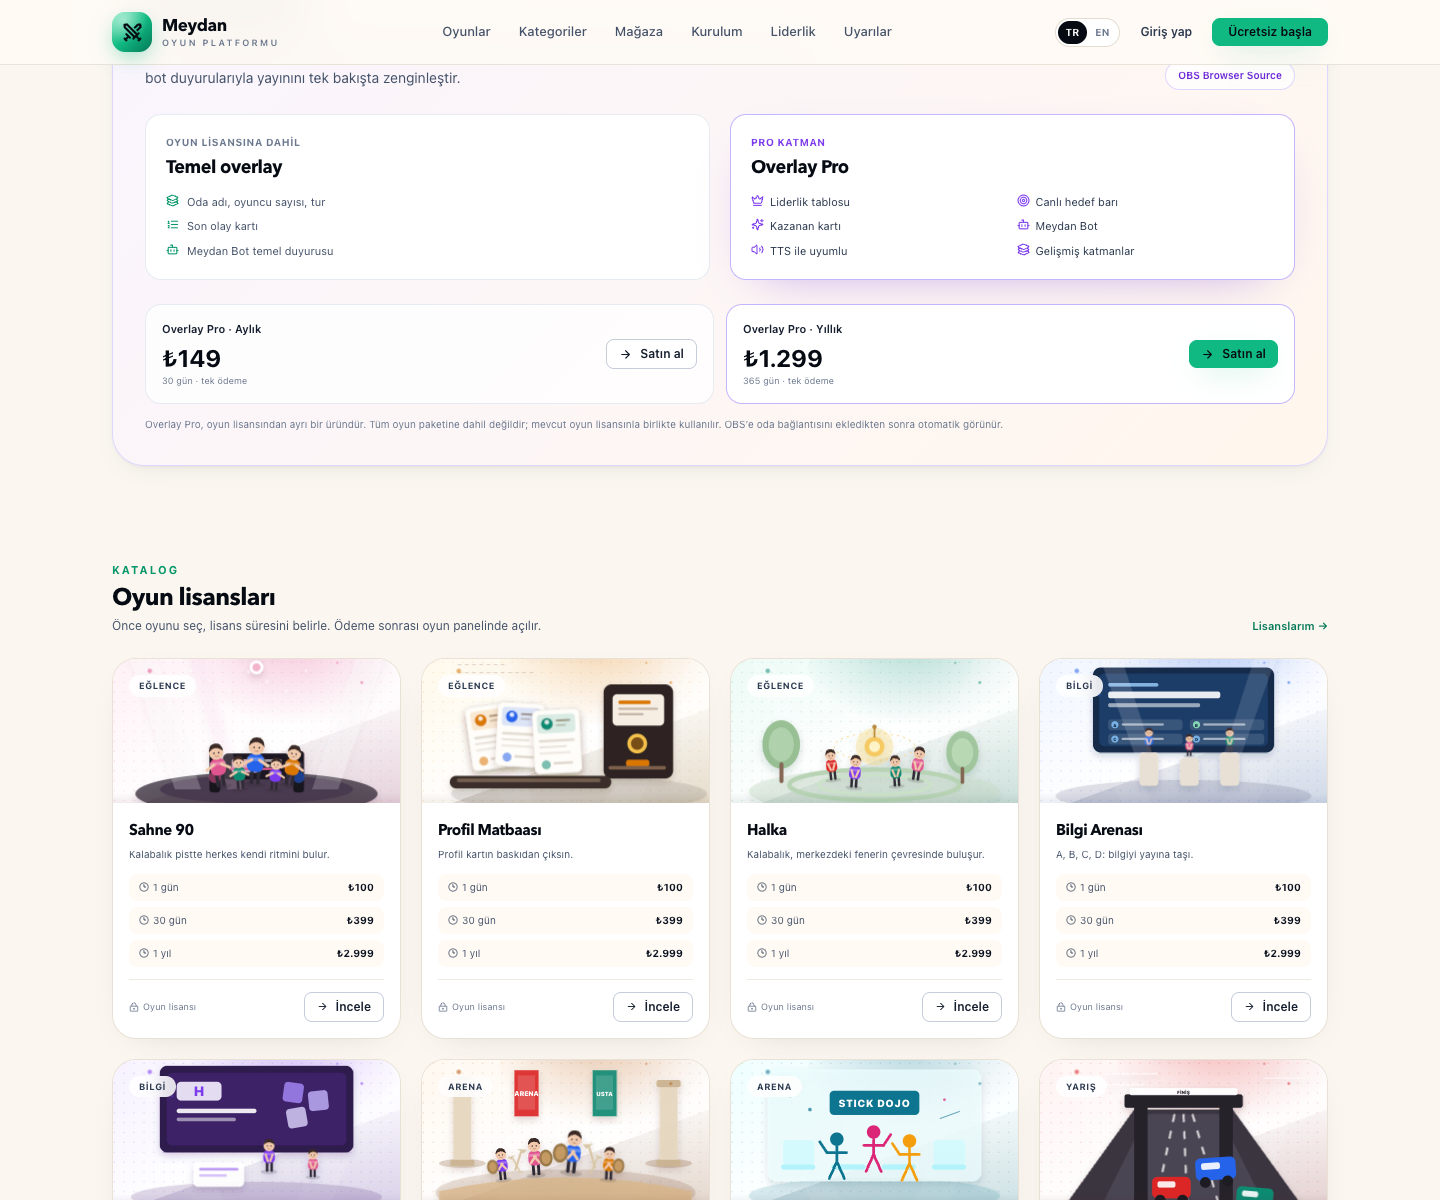 Meydan
OYUN PLATFORMU
Oyunlar
Kategoriler
Mağaza
Kurulum
Liderlik
Uyarılar
TR
EN
Giriş yap
Ücretsiz başla
bot duyurularıyla yayınını tek bakışta zenginleştir.
OBS Browser Source
OYUN LİSANSINA DAHİL
Temel overlay
Oda adı, oyuncu sayısı, tur
Son olay kartı
Meydan Bot temel duyurusu
PRO KATMAN
Overlay Pro
Liderlik tablosu
Canlı hedef barı
Kazanan kartı
Meydan Bot
TTS ile uyumlu
Gelişmiş katmanlar
Overlay Pro · Aylık
₺149
30 gün · tek ödeme
Satın al
Overlay Pro · Yıllık
₺1.299
365 gün · tek ödeme
Satın al
Overlay Pro, oyun lisansından ayrı bir üründür. Tüm oyun paketine dahil değildir; mevcut oyun lisansınla birlikte kullanılır. OBS'e oda bağlantısını ekledikten sonra otomatik görünür.
KATALOG
Oyun lisansları
Önce oyunu seç, lisans süresini belirle. Ödeme sonrası oyun panelinde açılır.
Lisanslarım →
EĞLENCE
Sahne 90
Kalabalık pistte herkes kendi ritmini bulur.
1 gün
₺100
30 gün
₺399
1 yıl
₺2.999
Oyun lisansı
İncele
EĞLENCE
Profil Matbaası
Profil kartın baskıdan çıksın.
1 gün
₺100
30 gün
₺399
1 yıl
₺2.999
Oyun lisansı
İncele
EĞLENCE
Halka
Kalabalık, merkezdeki fenerin çevresinde buluşur.
1 gün
₺100
30 gün
₺399
1 yıl
₺2.999
Oyun lisansı
İncele
BİLGİ
Bilgi Arenası
A, B, C, D: bilgiyi yayına taşı.
1 gün
₺100
30 gün
₺399
1 yıl
₺2.999
Oyun lisansı
İncele
BİLGİ
H
ARENA
ARENA
USTA
ARENA
STICK DOJO
YARIŞ